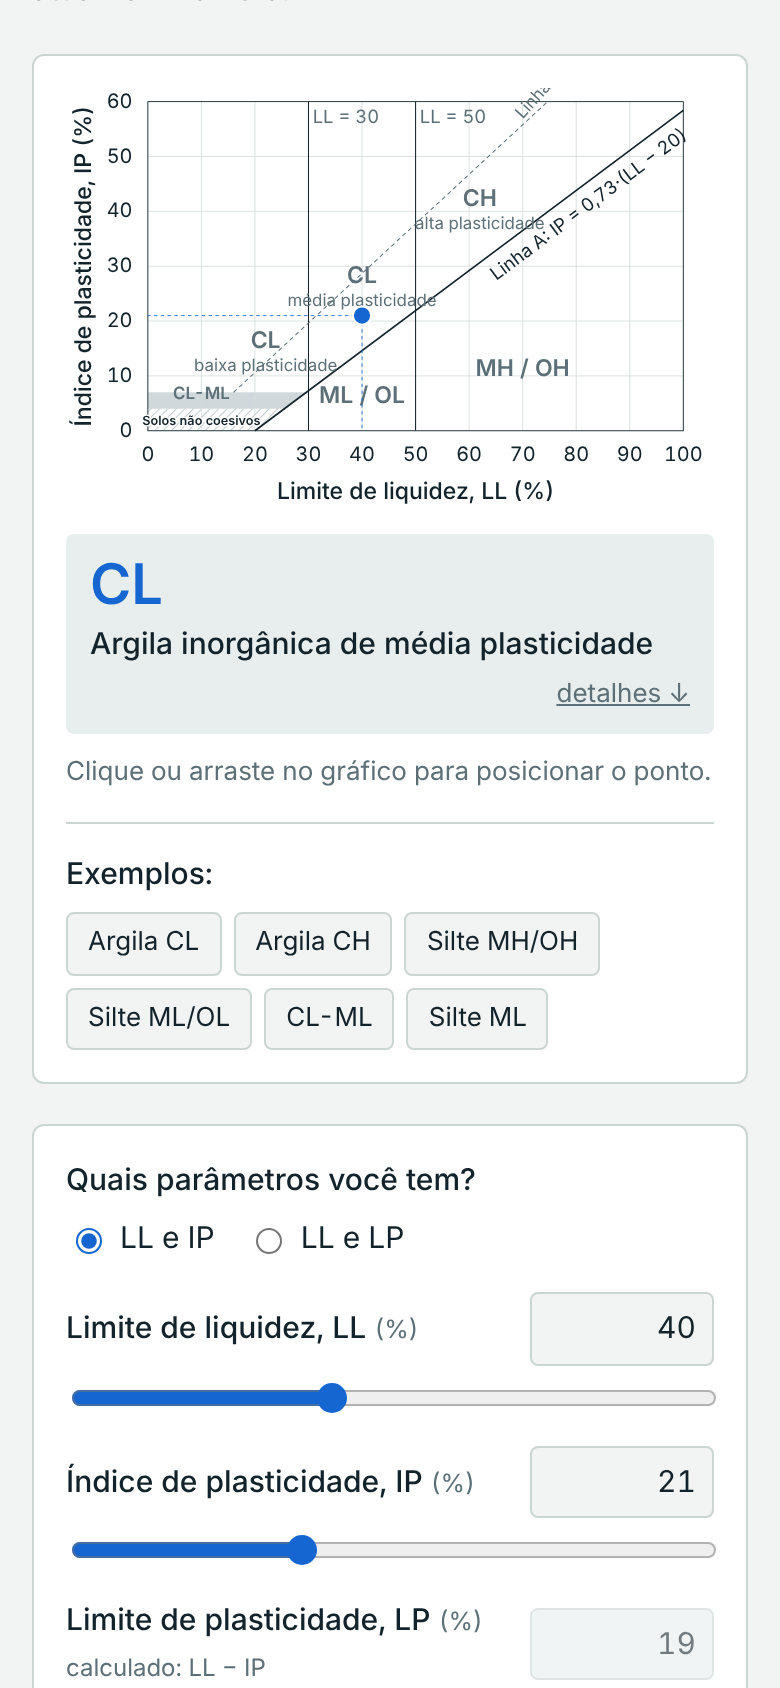 Índice de plasticidade, IP (%)
60
50
40
30
20
10
0
LL = 30
LL = 50
Linha
Linha A: IP = 0,73·(LL − 20)
CH
alta plasticidade
CL
média plasticidade
CL
baixa plasticidade
MH / OH
ML / OL
CL-ML
Solos não coesivos
0 10 20 30 40 50 60 70 80 90 100
Limite de liquidez, LL (%)
CL
Argila inorgânica de média plasticidade
detalhes ↓
Clique ou arraste no gráfico para posicionar o ponto.
Exemplos:
Argila CL Argila CH Silte MH/OH
Silte ML/OL CL-ML Silte ML
Quais parâmetros você tem?
LL e IP LL e LP
Limite de liquidez, LL (%) 40
Índice de plasticidade, IP (%) 21
Limite de plasticidade, LP (%) 19
calculado: LL − IP